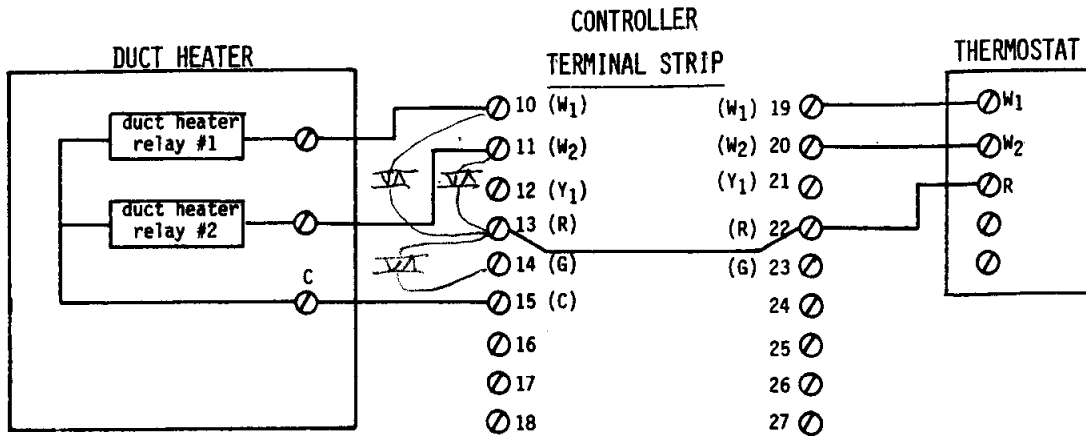 CONTROLLER
TERMINAL STRIP
DUCT HEATER
THERMOSTAT
duct heater
relay #1
duct heater
relay #2
C
10 (W1)
11 (W2)
12 (Y1)
13 (R)
14 (G)
15 (C)
16
17
18
(W1) 19
(W2) 20
(Y1) 21
(R) 22
(G) 23
24
25
26
27
W1
W2
R